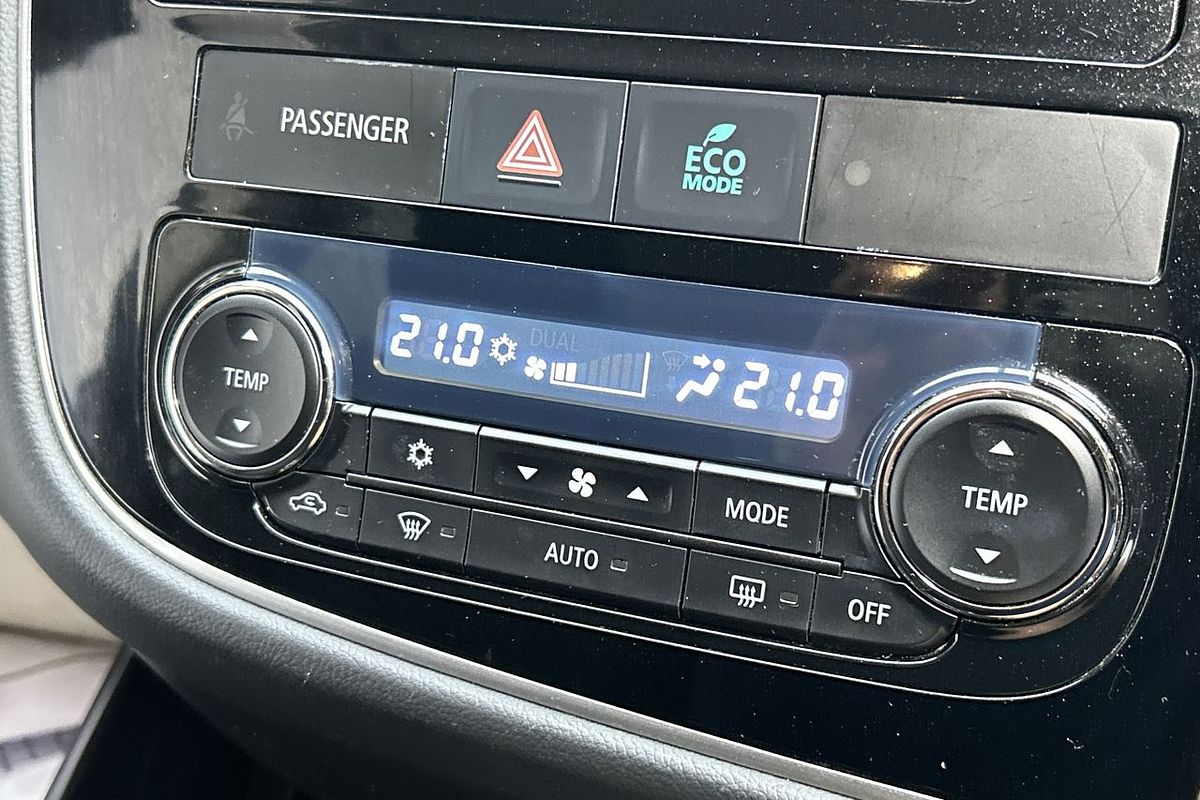 PASSENGER
ECO
MODE
21.0
DUAL
21.0
TEMP
TEMP
MODE
AUTO
OFF